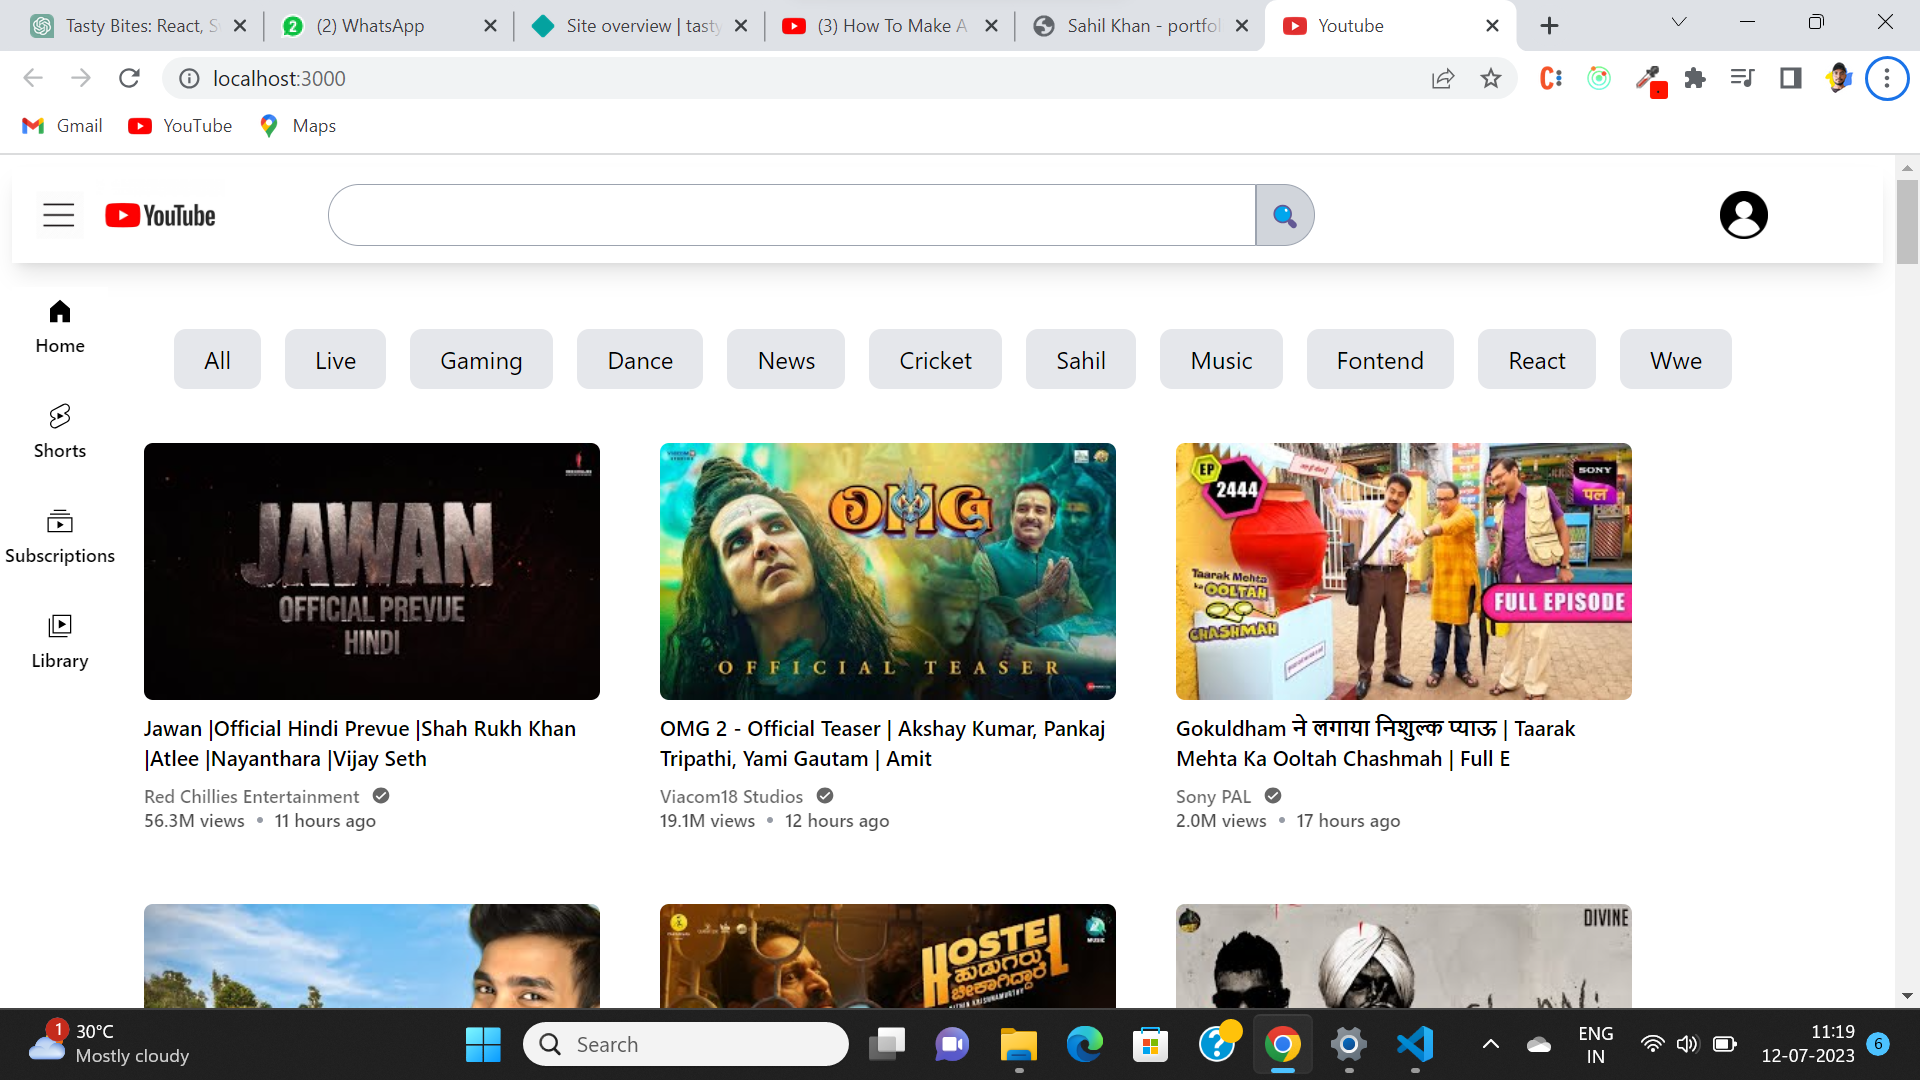 Tasty Bites: React, S
(2) WhatsApp
Site overview | tasty
(3) How To Make A
Sahil Khan - portfol
Youtube
localhost:3000
Gmail
YouTube
Maps
YouTube
Home
Shorts
Subscriptions
Library
All
Live
Gaming
Dance
News
Cricket
Sahil
Music
Fontend
React
Wwe
JAWAN
OFFICIAL PREVUE
HINDI
Jawan |Official Hindi Prevue |Shah Rukh Khan
|Atlee |Nayanthara |Vijay Seth
Red Chillies Entertainment
56.3M views • 11 hours ago
OMG
OFFICIAL TEASER
OMG 2 - Official Teaser | Akshay Kumar, Pankaj
Tripathi, Yami Gautam | Amit
Viacom18 Studios
19.1M views • 12 hours ago
EP
2444
SONY
पल
Taarak Mehta
Ka OOLTAH
CHASHMAH
FULL EPISODE
Gokuldham ने लगाया निशुल्क प्याऊ | Taarak
Mehta Ka Ooltah Chashmah | Full E
Sony PAL
2.0M views • 17 hours ago
HOSTEL
ಹುಡುಗರು
ಬೇಕಾಗಿದ್ದಾರೆ
NITHIN KRISHNAMURTHY
MUSIC
DIVINE
1
30°C
Mostly cloudy
Search
ENG
IN
11:19
12-07-2023
6